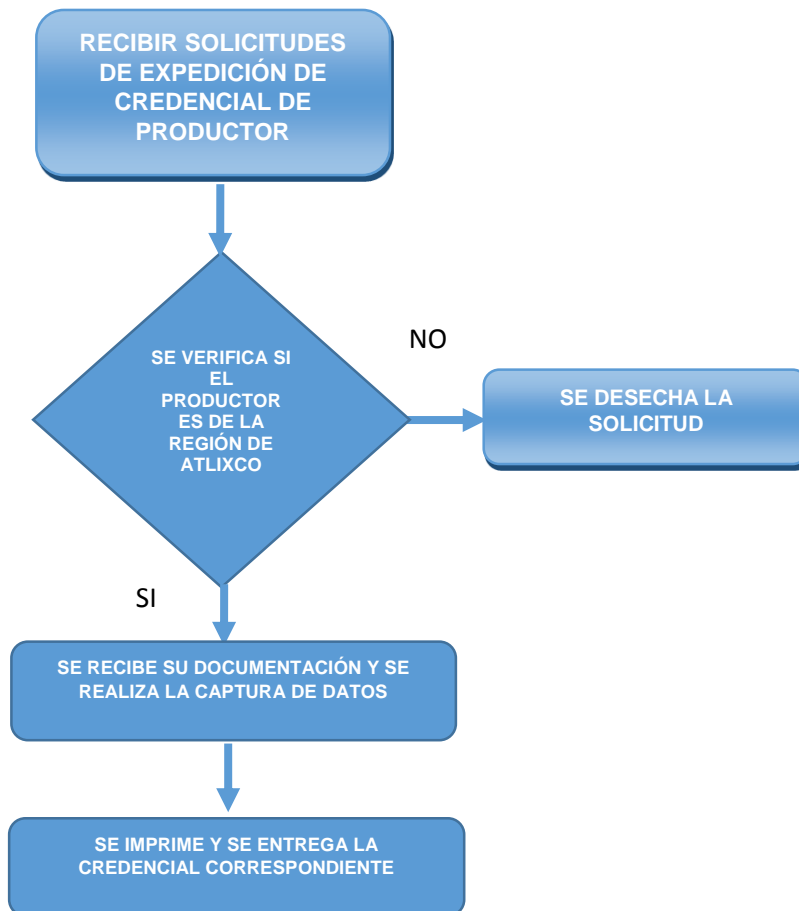 RECIBIR SOLICITUDES
DE EXPEDICIÓN DE
CREDENCIAL DE
PRODUCTOR
SE VERIFICA SI
EL
PRODUCTOR
ES DE LA
REGIÓN DE
ATLIXCO
NO
SE DESECHA LA
SOLICITUD
SI
SE RECIBE SU DOCUMENTACIÓN Y SE
REALIZA LA CAPTURA DE DATOS
SE IMPRIME Y SE ENTREGA LA
CREDENCIAL CORRESPONDIENTE